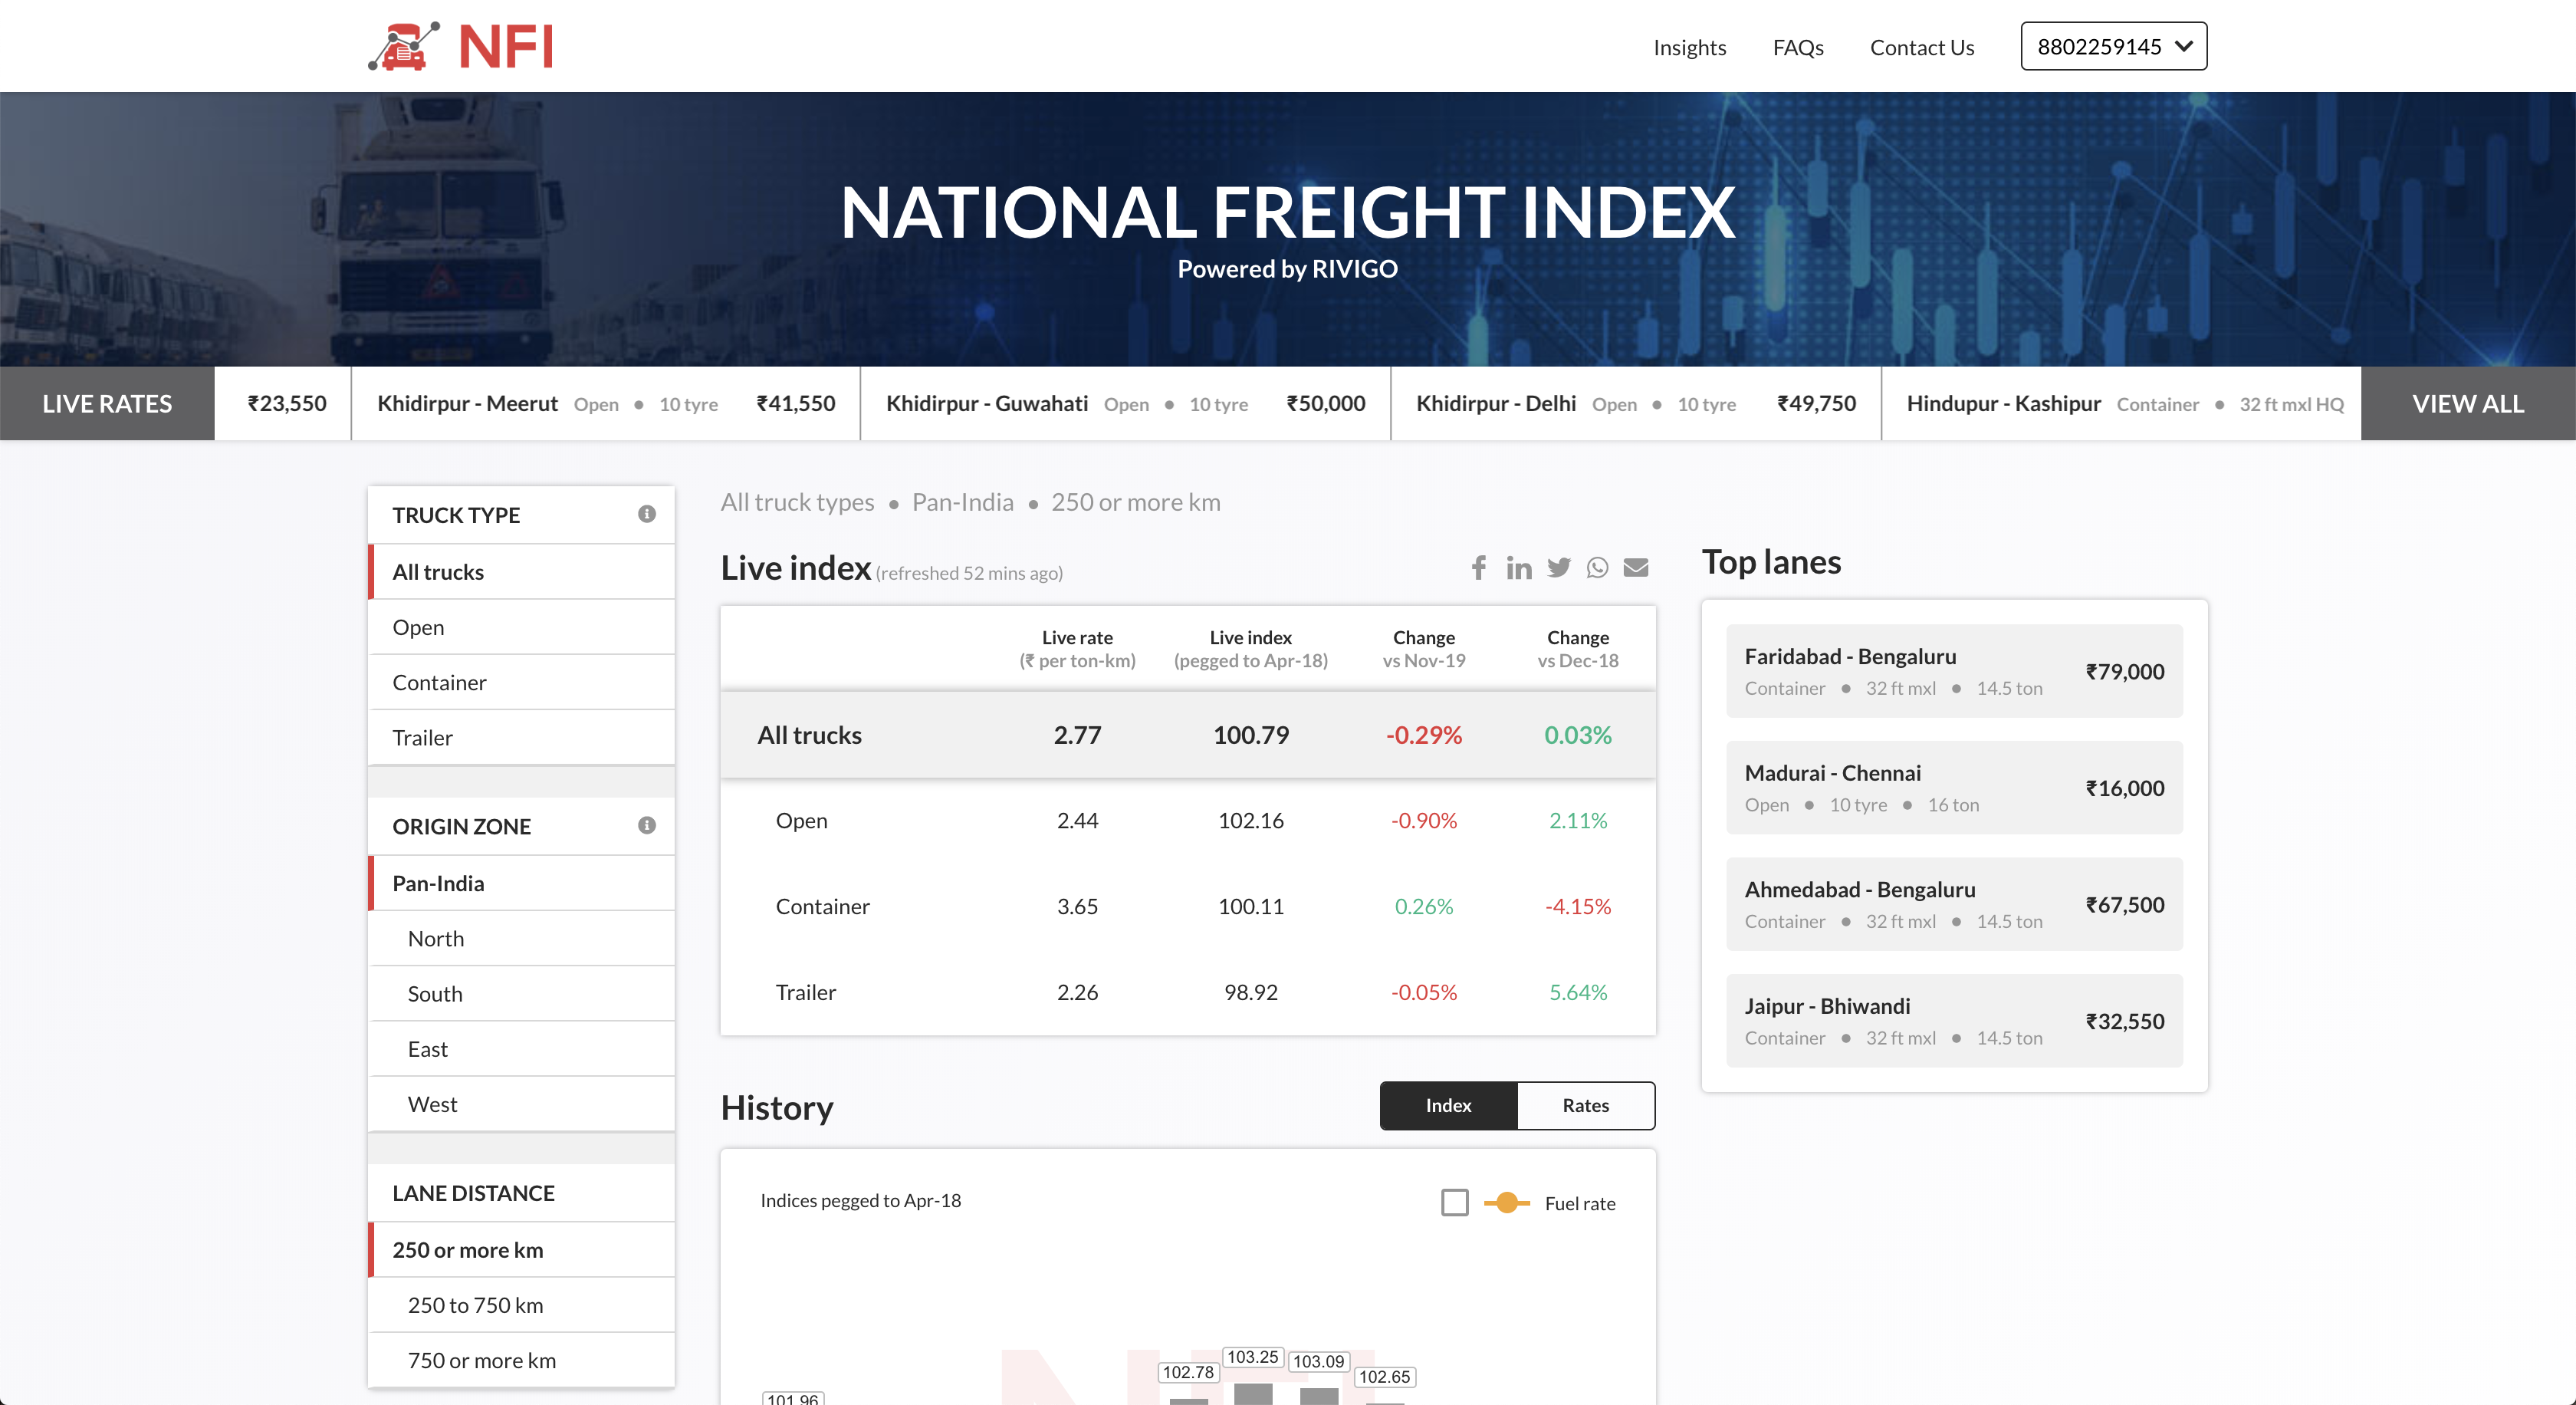 NFI
Insights
FAQs
Contact Us
8802259145
NATIONAL FREIGHT INDEX
Powered by RIVIGO
LIVE RATES
₹23,550
Khidirpur - Meerut Open ● 10 tyre ₹41,550
Khidirpur - Guwahati Open ● 10 tyre ₹50,000
Khidirpur - Delhi Open ● 10 tyre ₹49,750
Hindupur - Kashipur Container ● 32 ft mxl HQ
VIEW ALL
TRUCK TYPE
All trucks
Open
Container
Trailer
ORIGIN ZONE
Pan-India
North
South
East
West
LANE DISTANCE
250 or more km
250 to 750 km
750 or more km
All truck types ● Pan-India ● 250 or more km
Live index (refreshed 52 mins ago)
Live rate Live index Change Change
(₹ per ton-km) (pegged to Apr-18) vs Nov-19 vs Dec-18
All trucks 2.77 100.79 -0.29% 0.03%
Open 2.44 102.16 -0.90% 2.11%
Container 3.65 100.11 0.26% -4.15%
Trailer 2.26 98.92 -0.05% 5.64%
History
Index
Rates
Indices pegged to Apr-18
Fuel rate
101.96
102.78
103.25
103.09
102.65
Top lanes
Faridabad - Bengaluru ₹79,000
Container ● 32 ft mxl ● 14.5 ton
Madurai - Chennai ₹16,000
Open ● 10 tyre ● 16 ton
Ahmedabad - Bengaluru ₹67,500
Container ● 32 ft mxl ● 14.5 ton
Jaipur - Bhiwandi ₹32,550
Container ● 32 ft mxl ● 14.5 ton